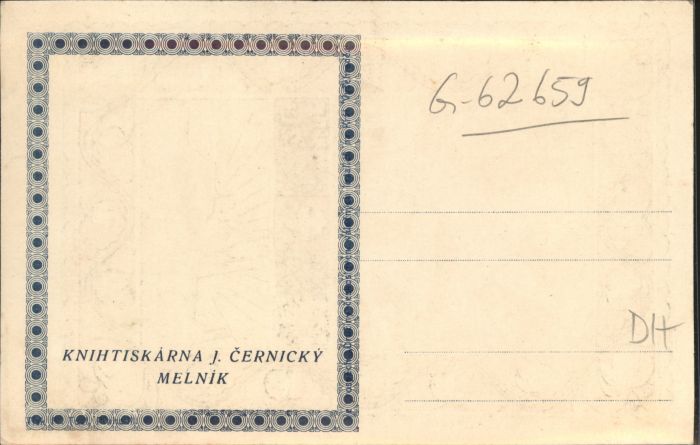 G-62659
DH
KNIHTISKÁRNA J. ČERNICKÝ
MELNÍK